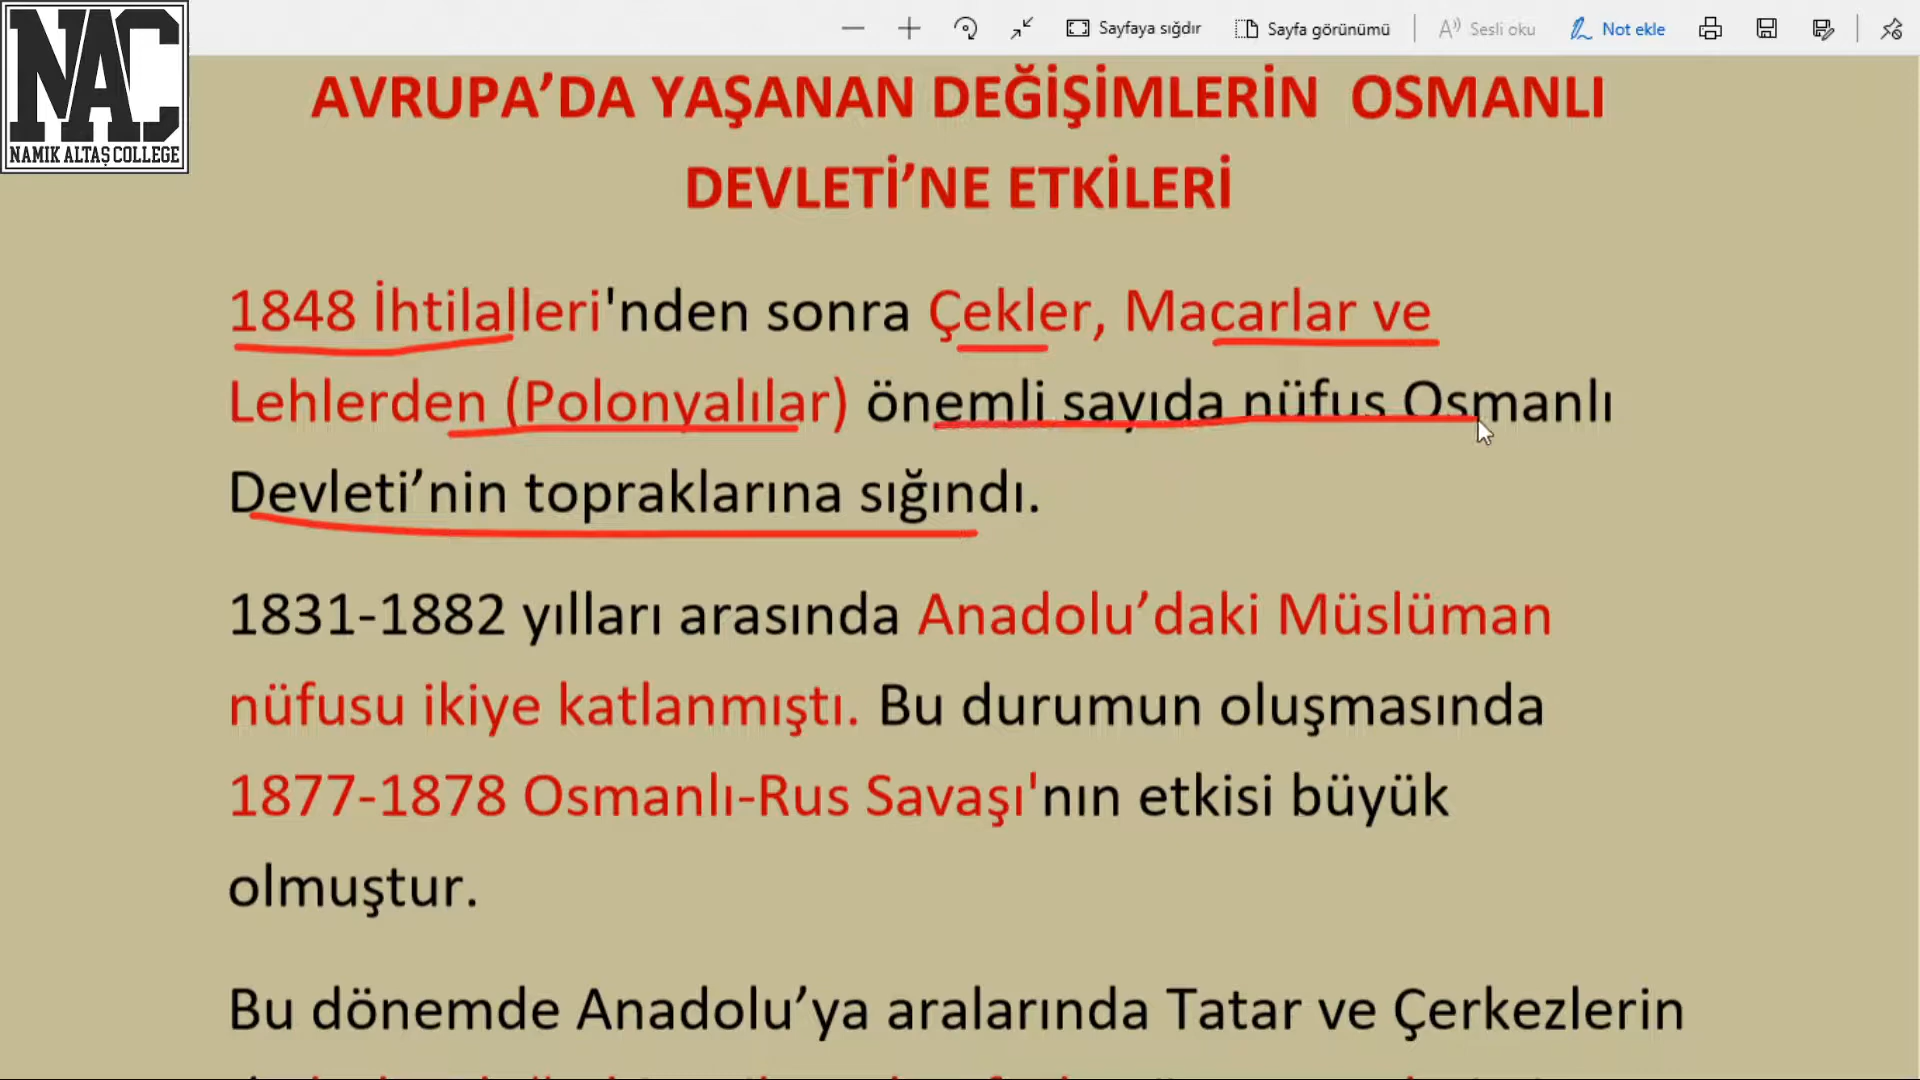 NAC
NAMIK ALTAŞ COLLEGE
Sayfaya sığdır
Sayfa görünümü
Sesli oku
Not ekle
AVRUPA’DA YAŞANAN DEĞİŞİMLERİN OSMANLI
DEVLETİ’NE ETKİLERİ
1848 İhtilalleri'nden sonra Çekler, Macarlar ve
Lehlerden (Polonyalılar) önemli sayıda nüfus Osmanlı
Devleti’nin topraklarına sığındı.
1831-1882 yılları arasında Anadolu’daki Müslüman
nüfusu ikiye katlanmıştı. Bu durumun oluşmasında
1877-1878 Osmanlı-Rus Savaşı'nın etkisi büyük
olmuştur.
Bu dönemde Anadolu’ya aralarında Tatar ve Çerkezlerin